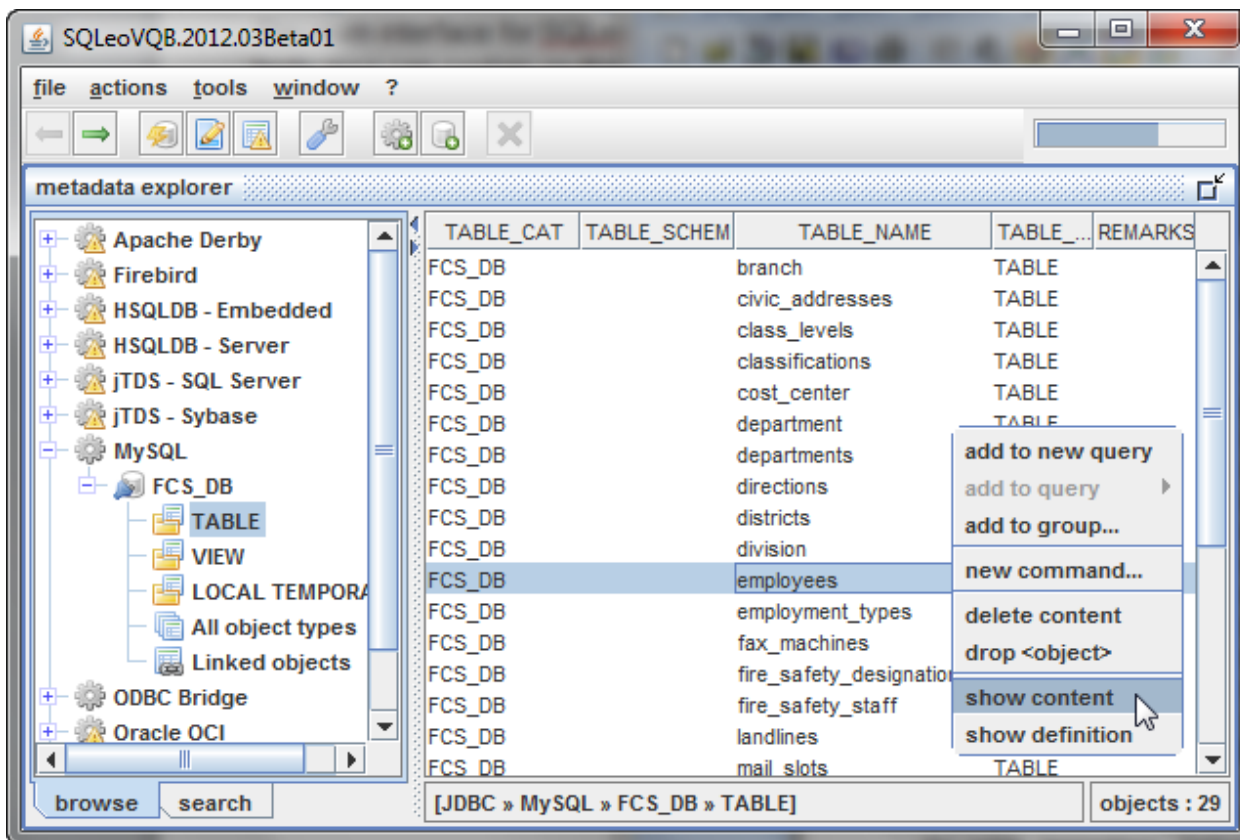 SQLeoVQB.2012.03Beta01
file actions tools window ?
metadata explorer
Apache Derby
Firebird
HSQLDB - Embedded
HSQLDB - Server
jTDS - SQL Server
jTDS - Sybase
MySQL
FCS_DB
TABLE
VIEW
LOCAL TEMPORA
All object types
Linked objects
ODBC Bridge
Oracle OCI
browse search
TABLE_CAT TABLE_SCHEM TABLE_NAME TABLE_... REMARKS
FCS_DB branch TABLE
FCS_DB civic_addresses TABLE
FCS_DB class_levels TABLE
FCS_DB classifications TABLE
FCS_DB cost_center TABLE
FCS_DB department TABLE
FCS_DB departments
FCS_DB directions
FCS_DB districts
FCS_DB division
FCS_DB employees
FCS_DB employment_types
FCS_DB fax_machines
FCS_DB fire_safety_designation
FCS_DB fire_safety_staff
FCS_DB landlines
FCS_DB mail_slots TABLE
add to new query
add to query
add to group...
new command...
delete content
drop <object>
show content
show definition
[JDBC » MySQL » FCS_DB » TABLE]
objects : 29